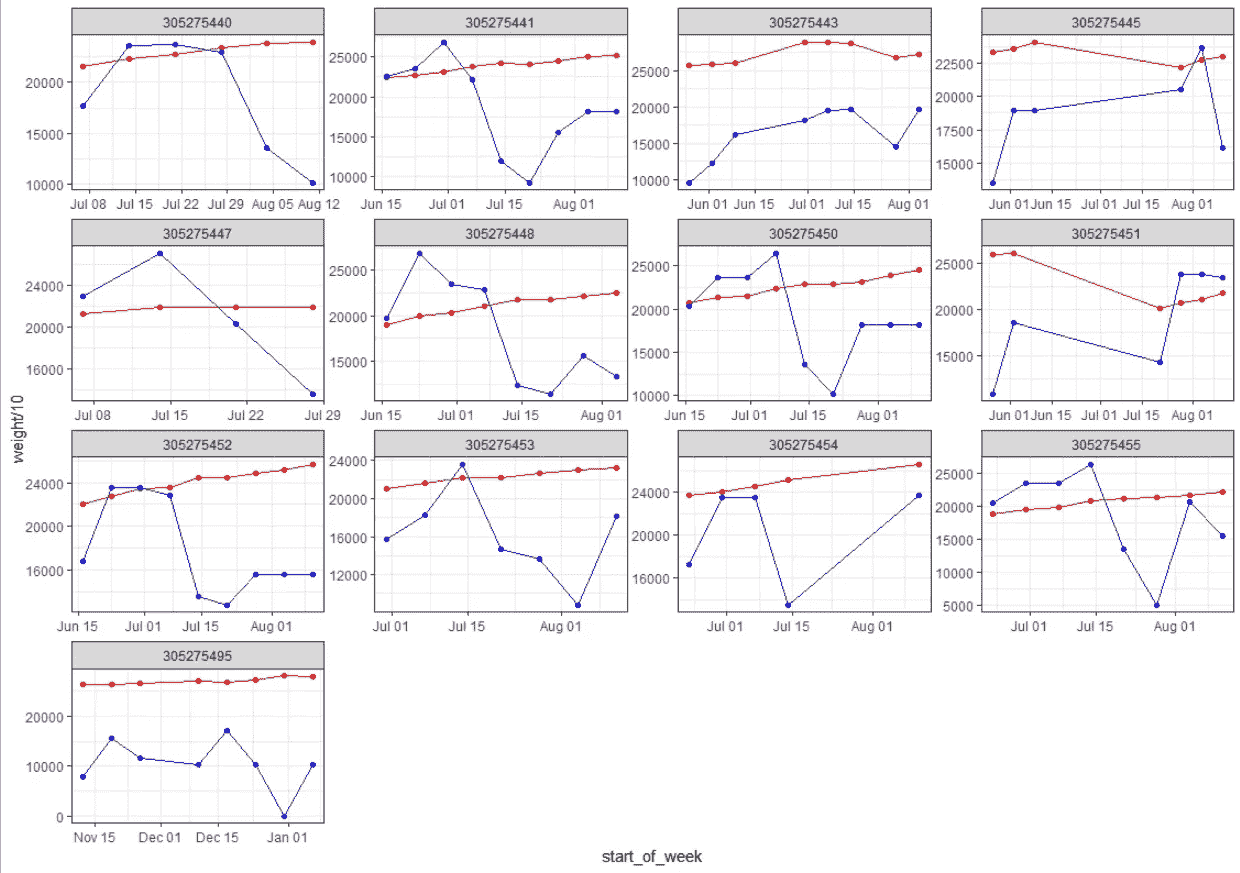 305275440 305275441 305275443 305275445
20000 15000 10000
25000 20000 15000 10000
25000 20000 15000 10000
22500 20000 17500 15000
Jul 08 Jul 15 Jul 22 Jul 29 Aug 05 Aug 12
Jun 15 Jul 01 Jul 15 Aug 01
Jun 01 Jun 15 Jul 01 Jul 15 Aug 01
Jun 01 Jun 15 Jul 01 Jul 15 Aug 01
305275447 305275448 305275450 305275451
24000 20000 16000
25000 20000 15000
25000 20000 15000 10000
25000 20000 15000
Jul 08 Jul 15 Jul 22 Jul 29
Jun 15 Jul 01 Jul 15 Aug 01
Jun 15 Jul 01 Jul 15 Aug 01
Jun 01 Jun 15 Jul 01 Jul 15 Aug 01
weight/10
305275452 305275453 305275454 305275455
24000 20000 16000
24000 20000 16000 12000
24000 20000 16000
25000 20000 15000 10000 5000
Jun 15 Jul 01 Jul 15 Aug 01
Jul 01 Jul 15 Aug 01
Jul 01 Jul 15 Aug 01
Jul 01 Jul 15 Aug 01
305275495
20000 10000 0
Nov 15 Dec 01 Dec 15 Jan 01
start_of_week